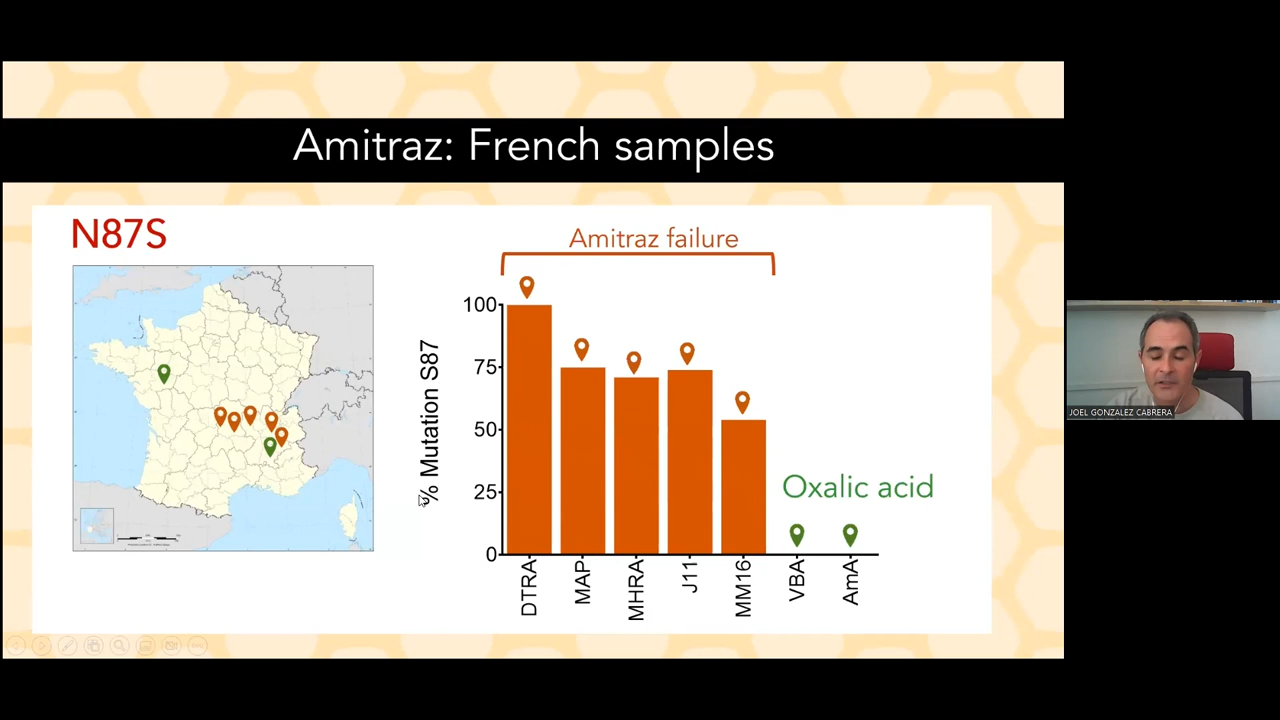 Amitraz: French samples
N87S
Amitraz failure
% Mutation S87
100
75
50
25
0
Oxalic acid
DTRA
MAP
MHRA
J11
MM16
VBA
AmA
JOEL GONZALEZ CABRERA